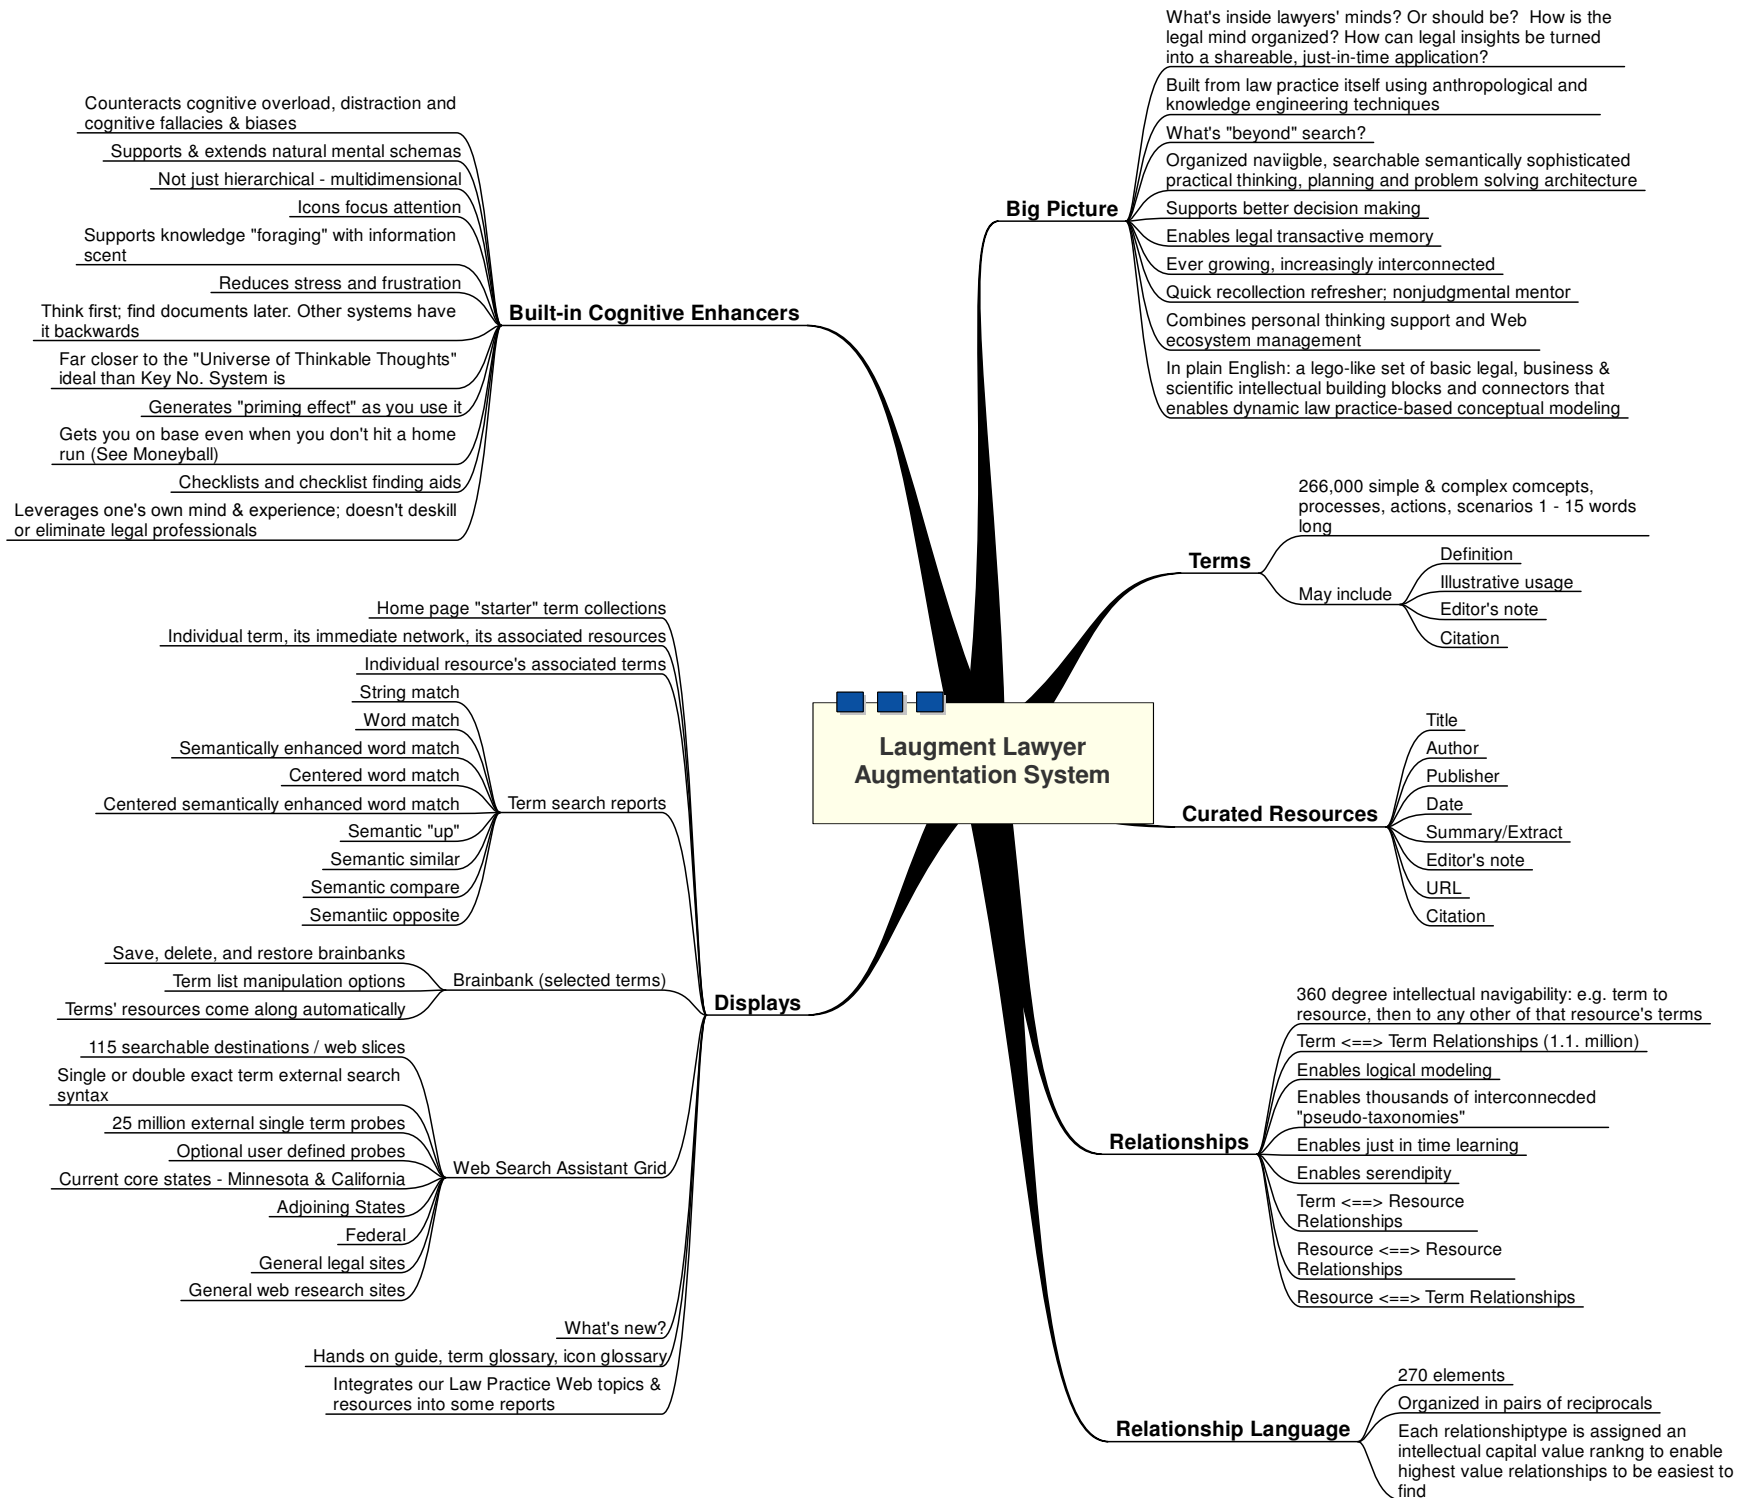 Laugment Lawyer
Augmentation System
Big Picture
What's inside lawyers' minds? Or should be?  How is the
legal mind organized? How can legal insights be turned
into a shareable, just-in-time application?
Built from law practice itself using anthropological and
knowledge engineering techniques
What's "beyond" search?
Organized naviigble, searchable semantically sophisticated
practical thinking, planning and problem solving architecture
Supports better decision making
Enables legal transactive memory
Ever growing, increasingly interconnected
Quick recollection refresher; nonjudgmental mentor
Combines personal thinking support and Web
ecosystem management
In plain English: a lego-like set of basic legal, business &
scientific intellectual building blocks and connectors that
enables dynamic law practice-based conceptual modeling
Terms
266,000 simple & complex comcepts,
processes, actions, scenarios 1 - 15 words
long
May include
Definition
Illustrative usage
Editor's note
Citation
Curated Resources
Title
Author
Publisher
Date
Summary/Extract
Editor's note
URL
Citation
Relationships
360 degree intellectual navigability: e.g. term to
resource, then to any other of that resource's terms
Term <==> Term Relationships (1.1. million)
Enables logical modeling
Enables thousands of interconnecded
"pseudo-taxonomies"
Enables just in time learning
Enables serendipity
Term <==> Resource
Relationships
Resource <==> Resource
Relationships
Resource <==> Term Relationships
Relationship Language
270 elements
Organized in pairs of reciprocals
Each relationshiptype is assigned an
intellectual capital value rankng to enable
highest value relationships to be easiest to
find
Built-in Cognitive Enhancers
Counteracts cognitive overload, distraction and
cognitive fallacies & biases
Supports & extends natural mental schemas
Not just hierarchical - multidimensional
Icons focus attention
Supports knowledge "foraging" with information
scent
Reduces stress and frustration
Think first; find documents later. Other systems have
it backwards
Far closer to the "Universe of Thinkable Thoughts"
ideal than Key No. System is
Generates "priming effect" as you use it
Gets you on base even when you don't hit a home
run (See Moneyball)
Checklists and checklist finding aids
Leverages one's own mind & experience; doesn't deskill
or eliminate legal professionals
Displays
Home page "starter" term collections
Individual term, its immediate network, its associated resources
Individual resource's associated terms
Term search reports
String match
Word match
Semantically enhanced word match
Centered word match
Centered semantically enhanced word match
Semantic "up"
Semantic similar
Semantic compare
Semantiic opposite
Brainbank (selected terms)
Save, delete, and restore brainbanks
Term list manipulation options
Terms' resources come along automatically
Web Search Assistant Grid
115 searchable destinations / web slices
Single or double exact term external search
syntax
25 million external single term probes
Optional user defined probes
Current core states - Minnesota & California
Adjoining States
Federal
General legal sites
General web research sites
What's new?
Hands on guide, term glossary, icon glossary
Integrates our Law Practice Web topics &
resources into some reports